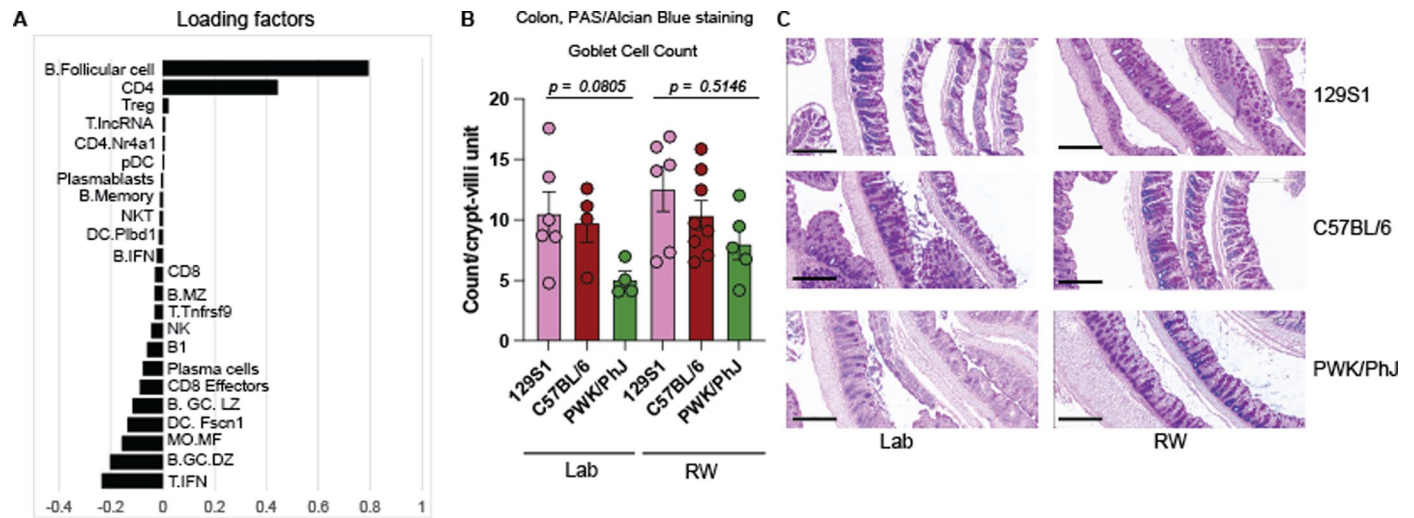 A
Loading factors
B.Follicular cell
CD4
Treg
T.lncRNA
CD4.Nr4a1
pDC
Plasmablasts
B.Memory
NKT
DC.Plbd1
B.IFN
CD8
B.MZ
T.Tnfrsf9
NK
B1
Plasma cells
CD8 Effectors
B. GC. LZ
DC. Fscn1
MO.MF
B.GC.DZ
T.IFN
-0.4 -0.2 0 0.2 0.4 0.6 0.8 1
B
Colon, PAS/Alcian Blue staining
Goblet Cell Count
p = 0.0805 p = 0.5146
Count/crypt-villi unit
20
15
10
5
0
129S1 C57BL/6 PWK/PhJ 129S1 C57BL/6 PWK/PhJ
Lab RW
C
129S1
C57BL/6
PWK/PhJ
Lab RW